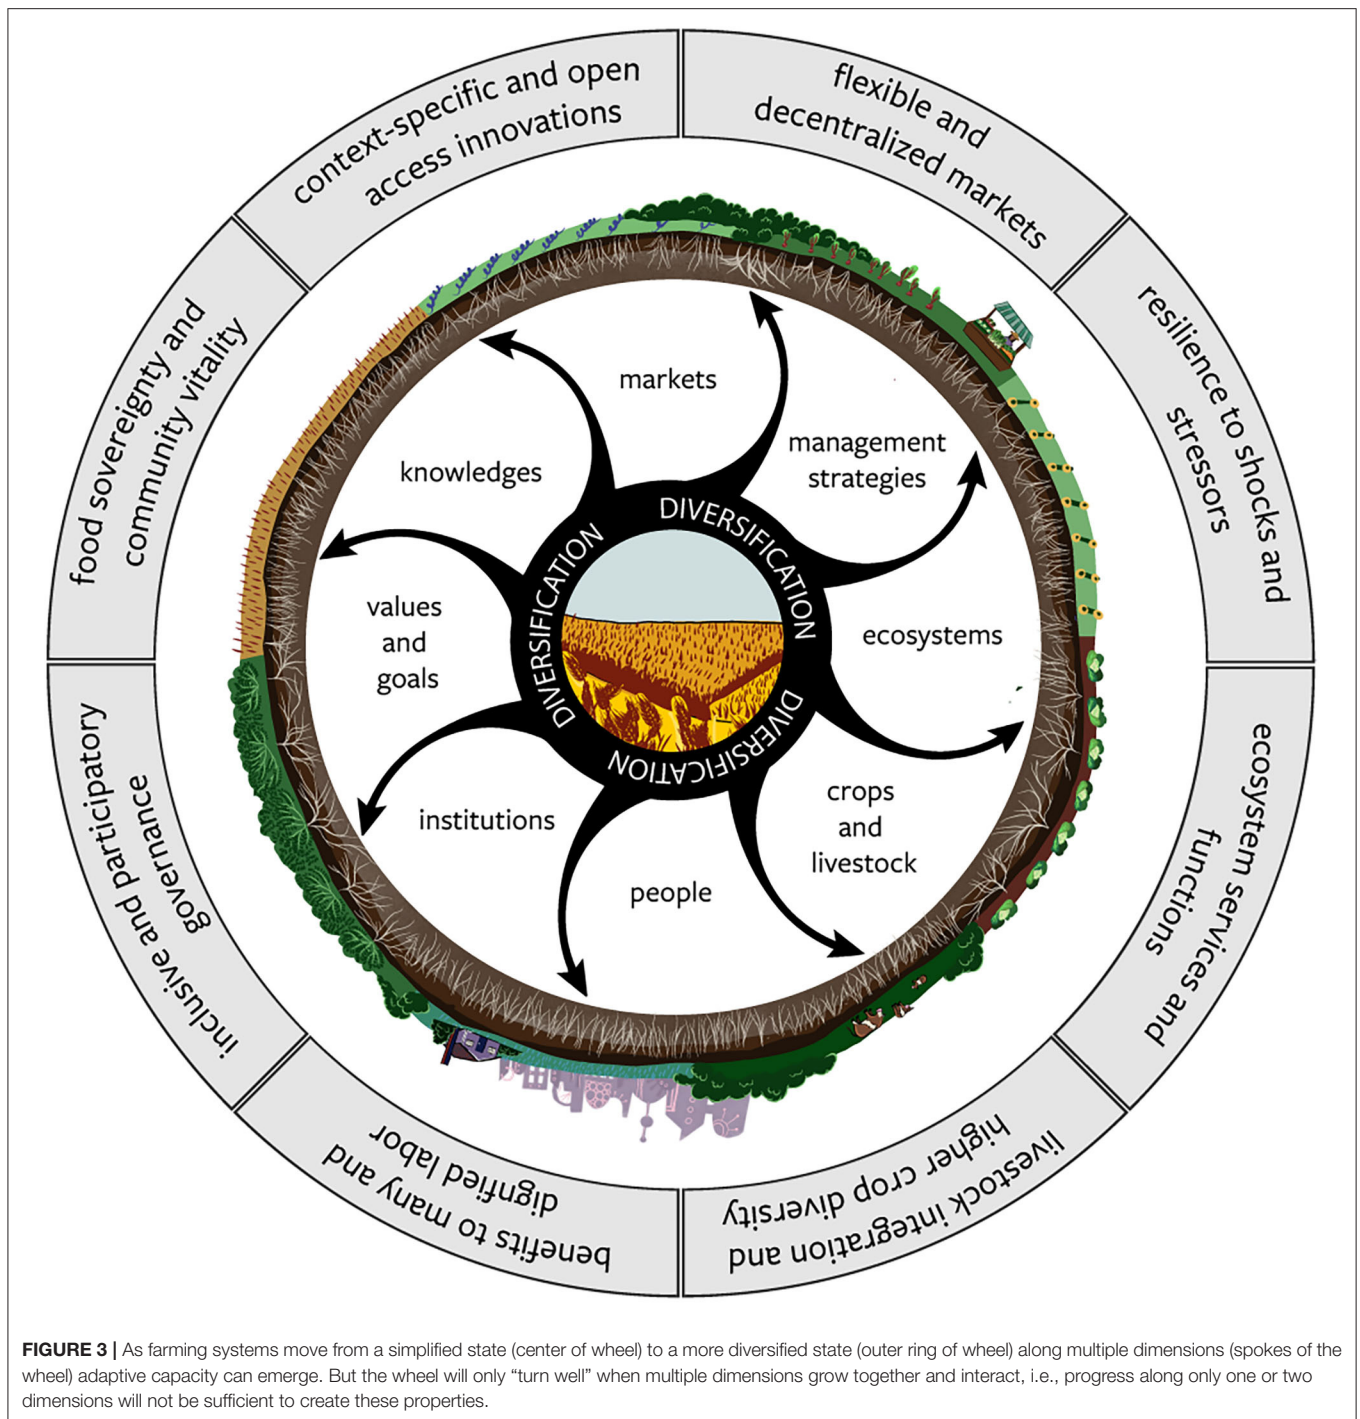 context-specific and open
access innovations
flexible and
decentralized markets
resilience to shocks and
stressors
ecosystem services and
functions
livestock integration and
higher crop diversity
benefits to many and
dignified labor
inclusive and participatory
governance
food sovereignty and
community vitality
markets
management
strategies
ecosystems
crops
and
livestock
people
institutions
values
and
goals
knowledges
DIVERSIFICATION
DIVERSIFICATION
DIVERSIFICATION
DIVERSIFICATION
FIGURE 3 | As farming systems move from a simplified state (center of wheel) to a more diversified state (outer ring of wheel) along multiple dimensions (spokes of the
wheel) adaptive capacity can emerge. But the wheel will only “turn well” when multiple dimensions grow together and interact, i.e., progress along only one or two
dimensions will not be sufficient to create these properties.